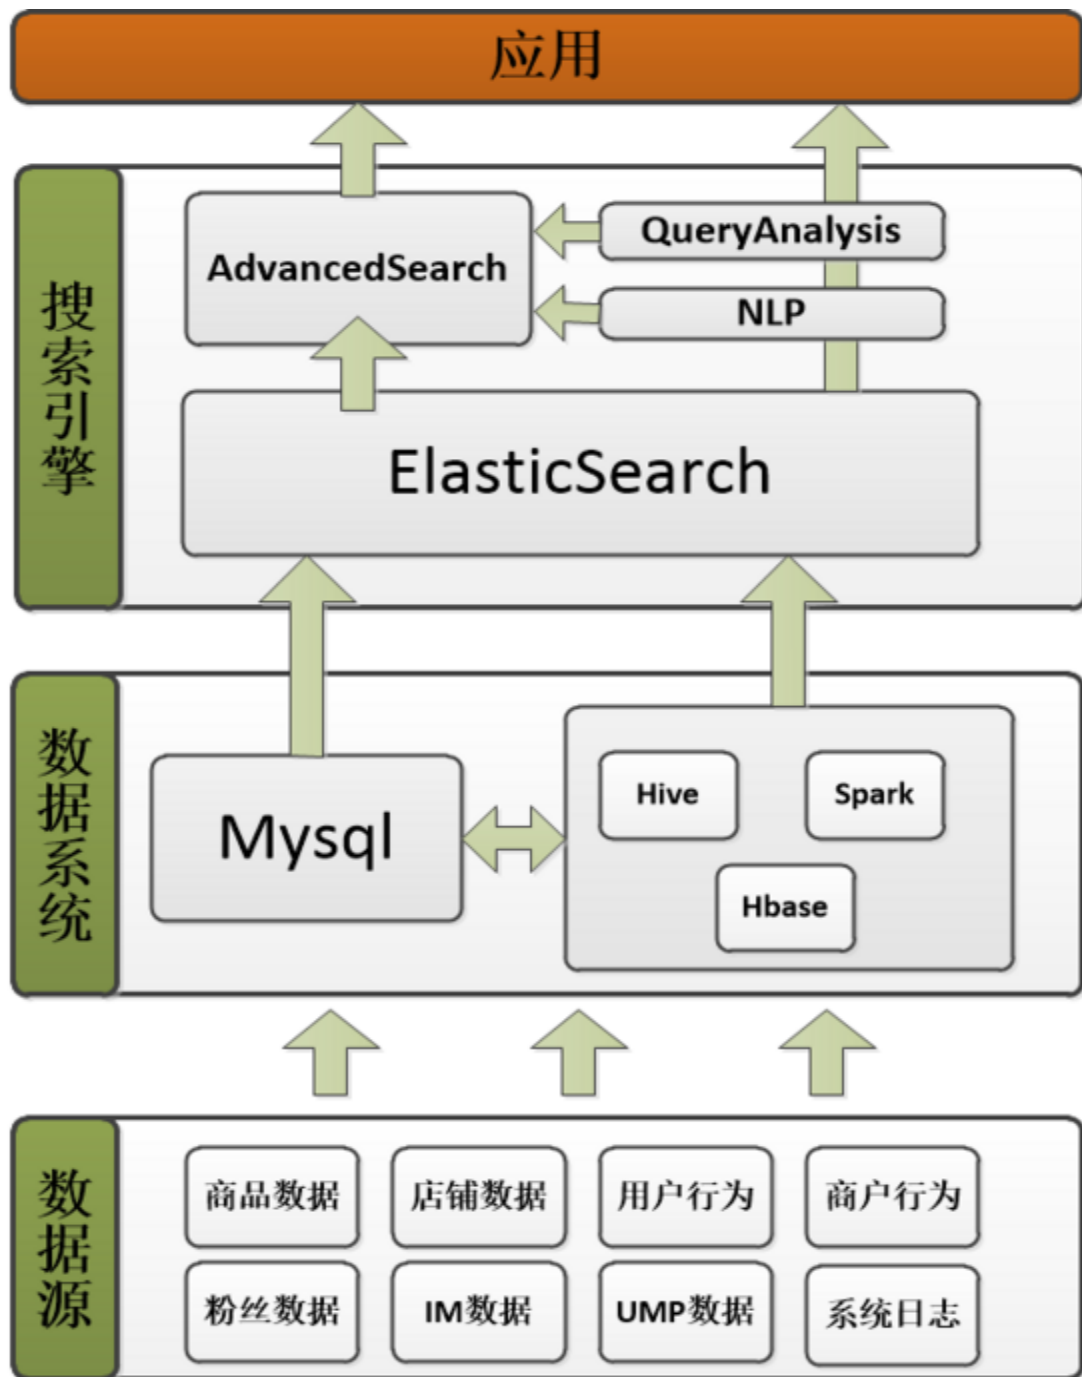 应用
搜索引擎
AdvancedSearch
QueryAnalysis
NLP
ElasticSearch
数据系统
Mysql
Hive
Spark
Hbase
数据源
商品数据
店铺数据
用户行为
商户行为
粉丝数据
IM数据
UMP数据
系统日志